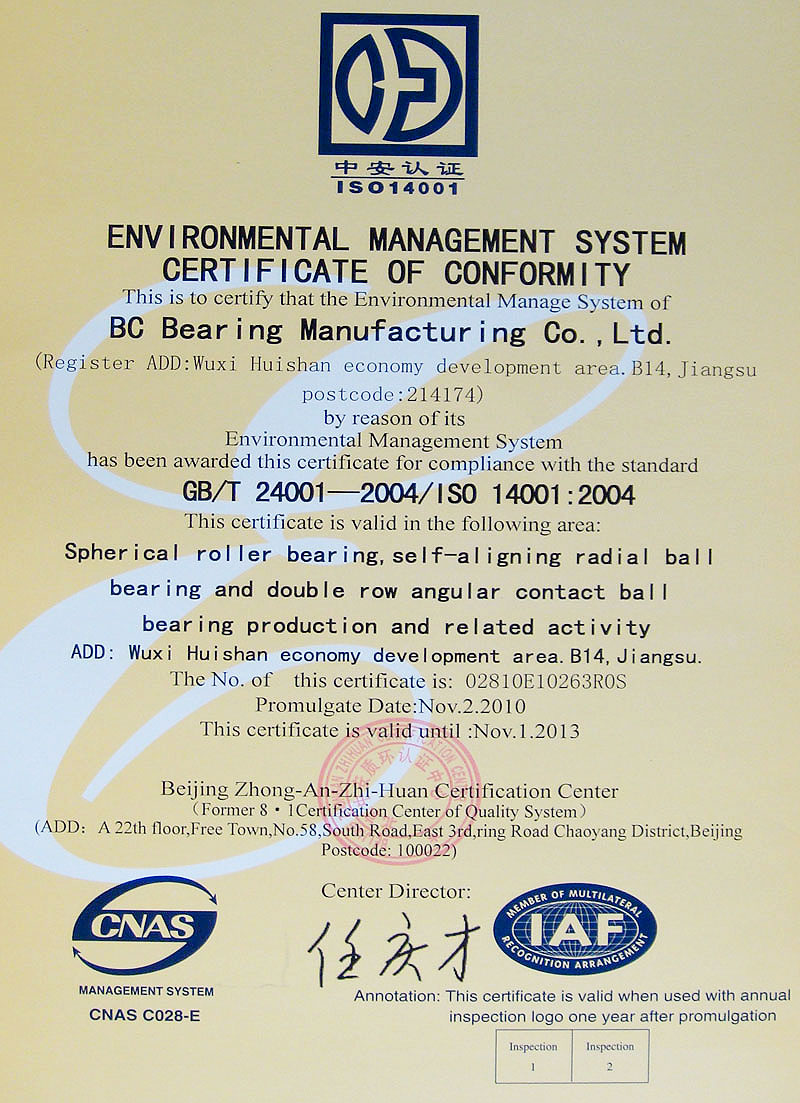 中安认证
ISO14001
ENVIRONMENTAL MANAGEMENT SYSTEM
CERTIFICATE OF CONFORMITY
This is to certify that the Environmental Manage System of
BC Bearing Manufacturing Co.,Ltd.
(Register ADD:Wuxi Huishan economy development area.B14,Jiangsu
postcode:214174)
by reason of its
Environmental Management System
has been awarded this certificate for compliance with the standard
GB/T 24001—2004/ISO 14001:2004
This certificate is valid in the following area:
Spherical roller bearing,self-aligning radial ball
bearing and double row angular contact ball
bearing production and related activity
ADD: Wuxi Huishan economy development area.B14,Jiangsu.
The No. of this certificate is: 02810E10263R0S
Promulgate Date:Nov.2.2010
This certificate is valid until :Nov.1.2013
Beijing Zhong-An-Zhi-Huan Certification Center
(Former 8·1Certification Center of Quality System)
(ADD: A 22th floor,Free Town,No.58,South Road,East 3rd,ring Road Chaoyang District,Beijing
Postcode: 100022)
Center Director:
任庆才
CNAS
MANAGEMENT SYSTEM
CNAS C028-E
MEMBER OF MULTILATERAL
IAF
RECOGNITION ARRANGEMENT
Annotation: This certificate is valid when used with annual
inspection logo one year after promulgation
Inspection
1
Inspection
2